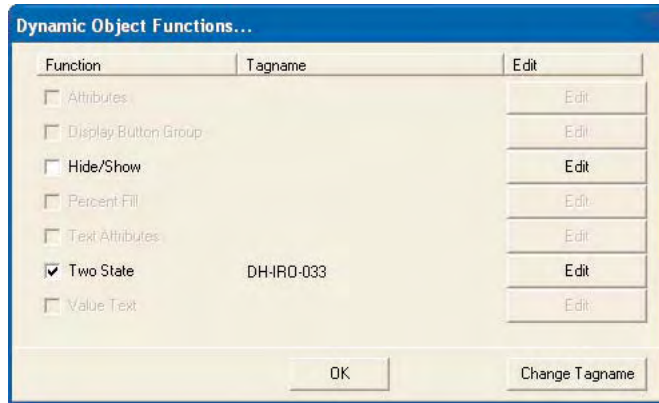 Dynamic Object Functions...
Function Tagname Edit
Attributes Edit
Display Button Group Edit
Hide/Show Edit
Percent Fill Edit
Text Attributes Edit
Two State DH-IRO-033 Edit
Value Text Edit
OK Change Tagname